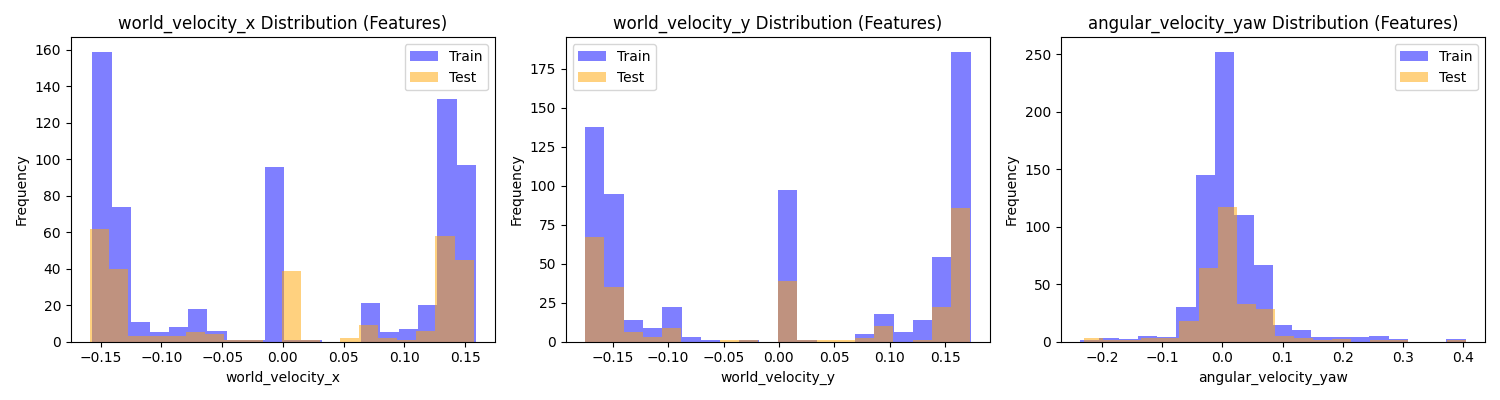 world_velocity_x Distribution (Features)
160
140
120
100
80
60
40
20
0
Frequency
Train
Test
−0.15
−0.10
−0.05
0.00
0.05
0.10
0.15
world_velocity_x
world_velocity_y Distribution (Features)
175
150
125
100
75
50
25
0
Frequency
Train
Test
−0.15
−0.10
−0.05
0.00
0.05
0.10
0.15
world_velocity_y
angular_velocity_yaw Distribution (Features)
250
200
150
100
50
0
Frequency
Train
Test
−0.2
−0.1
0.0
0.1
0.2
0.3
0.4
angular_velocity_yaw